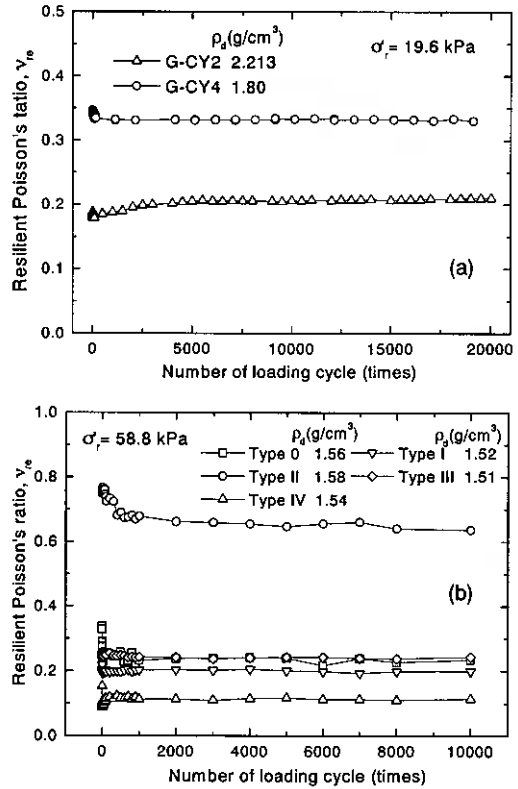 ρd(g/cm³)
σ'r= 19.6 kPa
G-CY2 2.213
G-CY4 1.80
Resilient Poisson's tatio, νre
0.5
0.4
0.3
0.2
0.1
0.0
(a)
0 5000 10000 15000 20000
Number of loading cycle (times)
σ'r= 58.8 kPa
ρd(g/cm³) ρd(g/cm³)
Type 0 1.56 Type I 1.52
Type II 1.58 Type III 1.51
Type IV 1.54
Resilient Poisson's ratio, νre
1.0
0.8
0.6
0.4
0.2
0.0
(b)
0 2000 4000 6000 8000 10000
Number of loading cycle (times)